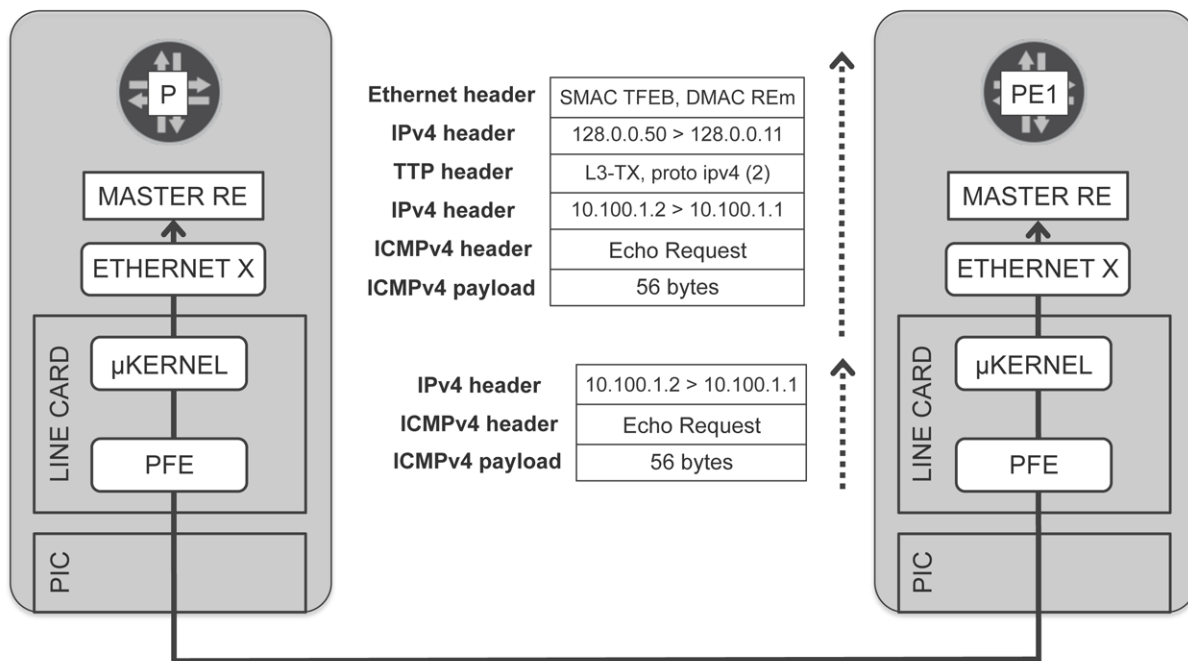 P
MASTER RE
ETHERNET X
LINE CARD
μKERNEL
PFE
PIC
Ethernet header SMAC TFEB, DMAC REm
IPv4 header 128.0.0.50 > 128.0.0.11
TTP header L3-TX, proto ipv4 (2)
IPv4 header 10.100.1.2 > 10.100.1.1
ICMPv4 header Echo Request
ICMPv4 payload 56 bytes
IPv4 header 10.100.1.2 > 10.100.1.1
ICMPv4 header Echo Request
ICMPv4 payload 56 bytes
PE1
MASTER RE
ETHERNET X
LINE CARD
μKERNEL
PFE
PIC